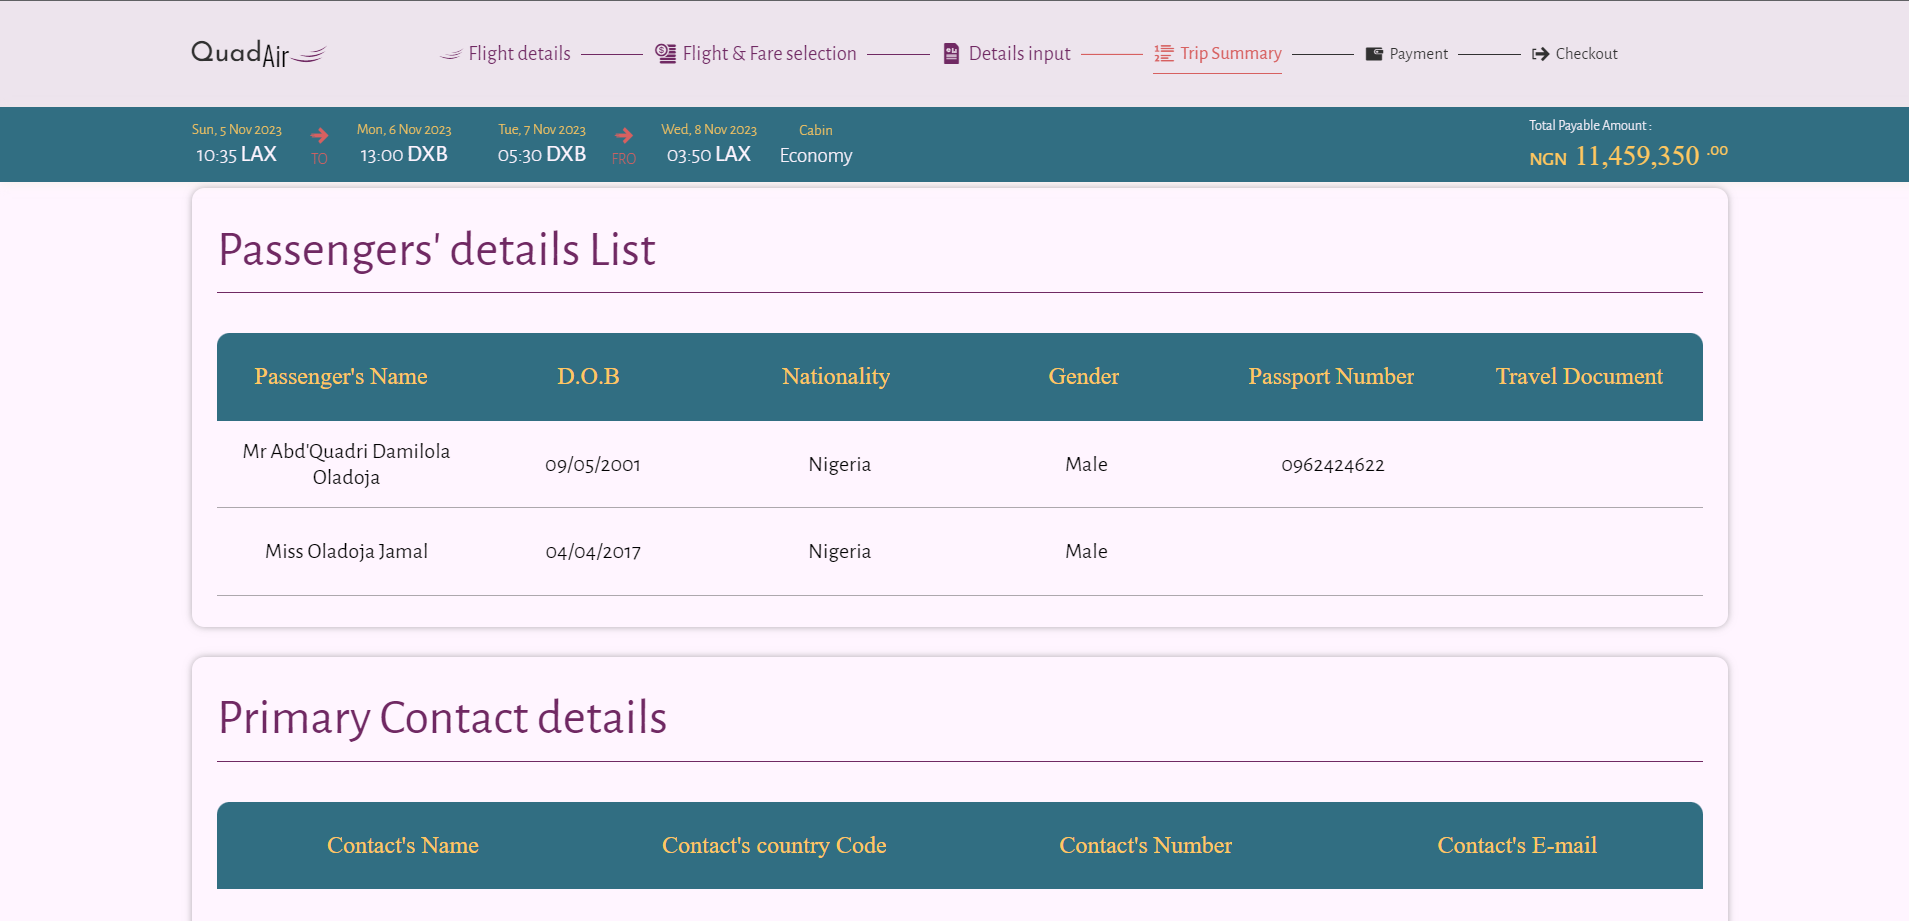 QuadAir
Flight details
Flight & Fare selection
Details input
Trip Summary
Payment
Checkout
Sun, 5 Nov 2023
10:35 LAX
TO
Mon, 6 Nov 2023
13:00 DXB
Tue, 7 Nov 2023
05:30 DXB
FRO
Wed, 8 Nov 2023
03:50 LAX
Cabin
Economy
Total Payable Amount :
NGN 11,459,350 .00
Passengers' details List
Passenger's Name D.O.B Nationality Gender Passport Number Travel Document
Mr Abd'Quadri Damilola
Oladoja
09/05/2001 Nigeria Male 0962424622
Miss Oladoja Jamal 04/04/2017 Nigeria Male
Primary Contact details
Contact's Name Contact's country Code Contact's Number Contact's E-mail